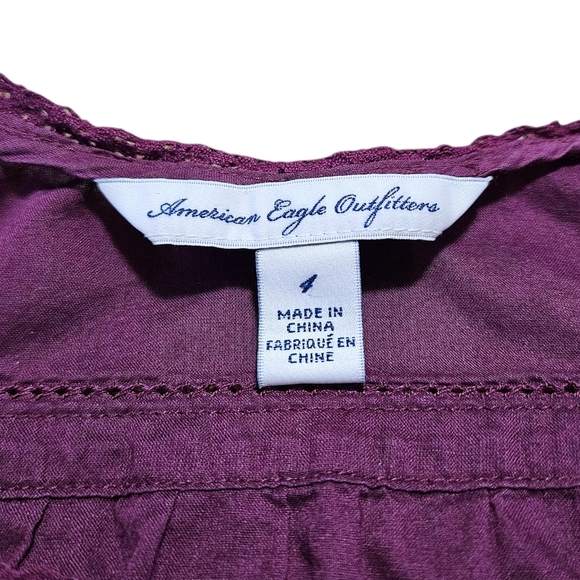 American Eagle Outfitters
4
MADE IN
CHINA
FABRIQUÉ EN
CHINE